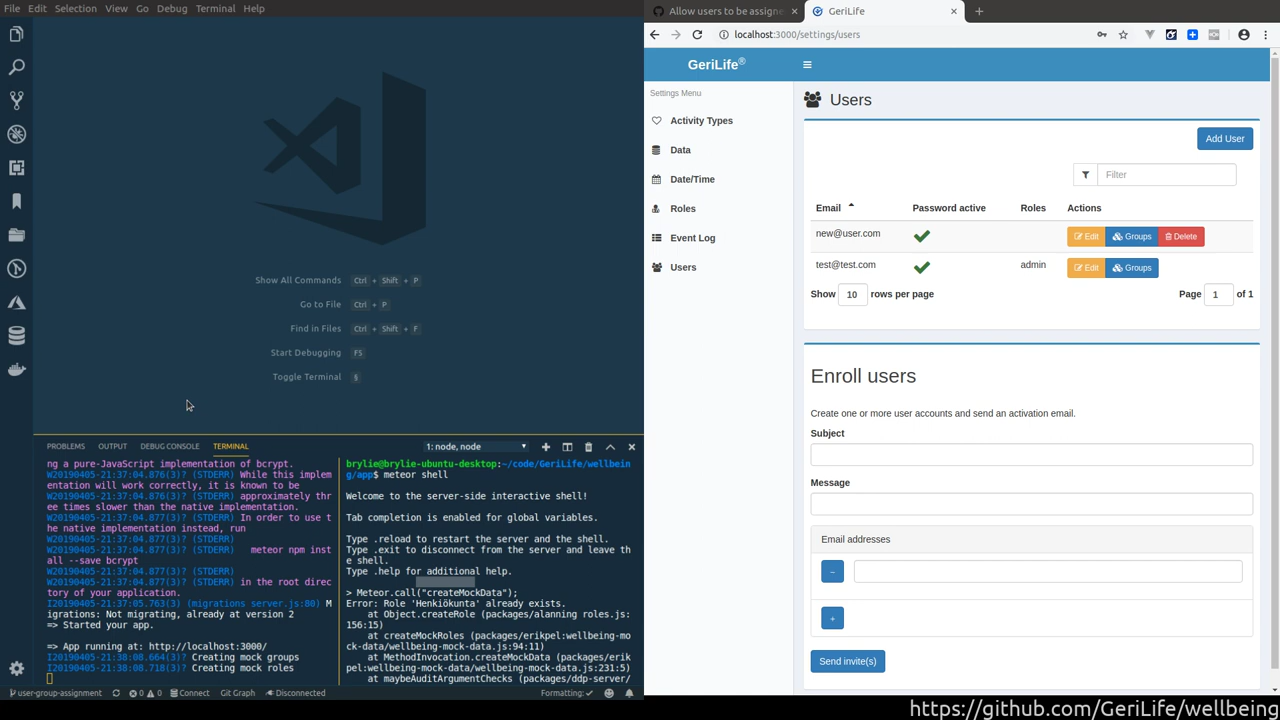 File Edit Selection View Go Debug Terminal Help
Show All Commands Ctrl + Shift + P
Go to File Ctrl + P
Find in Files Ctrl + Shift + F
Start Debugging F5
Toggle Terminal §
PROBLEMS OUTPUT DEBUG CONSOLE TERMINAL 1: node, node
ng a pure-JavaScript implementation of bcrypt.
W20190405-21:37:04.876(3)? (STDERR) While this implem
entation will work correctly, it is known to
W20190405-21:37:04.876(3)? (STDERR) approximately thr
ee times slower than the native implementation.
W20190405-21:37:04.877(3)? (STDERR) In order to use t
he native implementation instead, run
W20190405-21:37:04.877(3)? (STDERR)
W20190405-21:37:04.877(3)? (STDERR)   meteor npm inst
all --save bcrypt
W20190405-21:37:04.877(3)? (STDERR)
W20190405-21:37:04.877(3)? (STDERR) in the root direc
tory of your application.
I20190405-21:37:05.763(3) (migrations_server.js:80) M
igrations: Not migrating, already at version 2
=> Started your app.
=> App running at: http://localhost:3000/
I20190405-21:38:08.664(3)? Creating mock groups
I20190405-21:38:08.718(3)? Creating mock roles
brylie@brylie-ubuntu-desktop:~/code/GeriLife/wellbein
g/app$ meteor shell
Welcome to the server-side interactive shell!
Tab completion is enabled for global variables.
Type .reload to restart the server and the shell.
Type .exit to disconnect from the server and leave th
e shell.
Type .help for additional help.
> Meteor.call("createMockData");
Error: Role 'Henkiökunta' already exists.
at Object.createRole (packages/alanning_roles.js:
156:15)
at createMockRoles (packages/erikpel:wellbeing-mo
ck-data/wellbeing-mock-data.js:94:11)
at MethodInvocation.createMockData (packages/erik
pel:wellbeing-mock-data/wellbeing-mock-data.js:231:5)
at maybeAuditArgumentChecks (packages/ddp-server/
user-group-assignment 0 0 Connect Git Graph Disconnected Formatting: ✓
Allow users to be assigne × GeriLife × +
localhost:3000/settings/users
GeriLife®
Settings Menu
Activity Types
Data
Date/Time
Roles
Event Log
Users
Users
Add User
Filter
Email Password active Roles Actions
new@user.com Edit Groups Delete
test@test.com admin Edit Groups
Show 10 rows per page Page 1 of 1
Enroll users
Create one or more user accounts and send an activation email.
Subject
Message
Email addresses
−
+
Send invite(s)
https://github.com/GeriLife/wellbeing